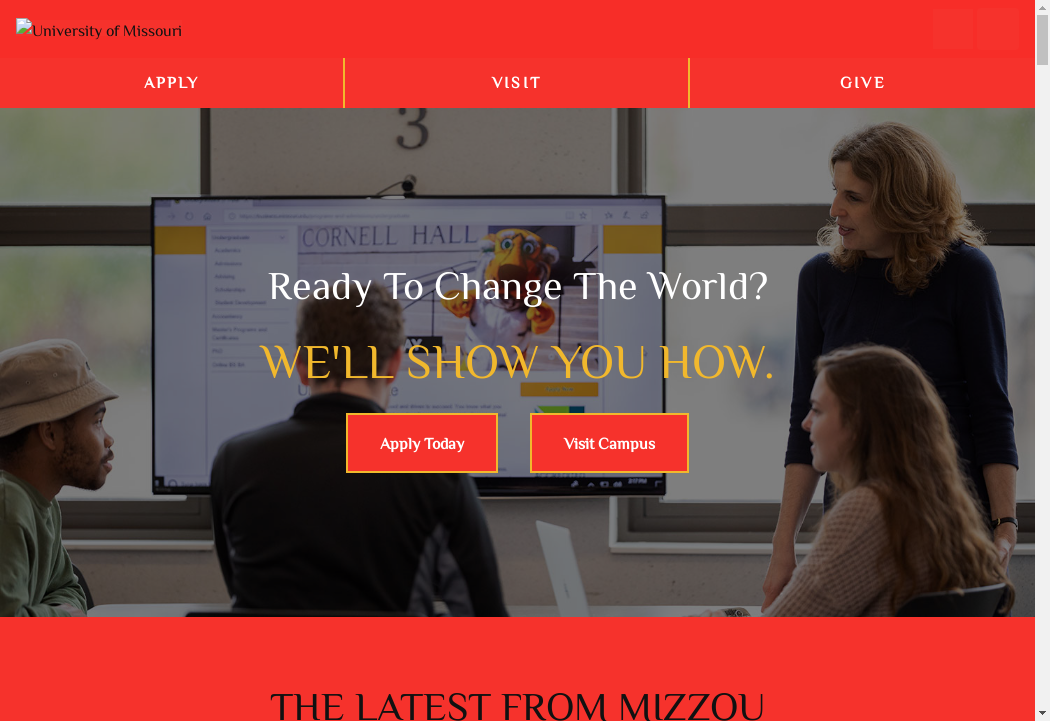 University of Missouri
APPLY
VISIT
GIVE
3
CORNELL HALL
Ready To Change The World?
WE'LL SHOW YOU HOW.
Apply Today
Visit Campus
THE LATEST FROM MIZZOU